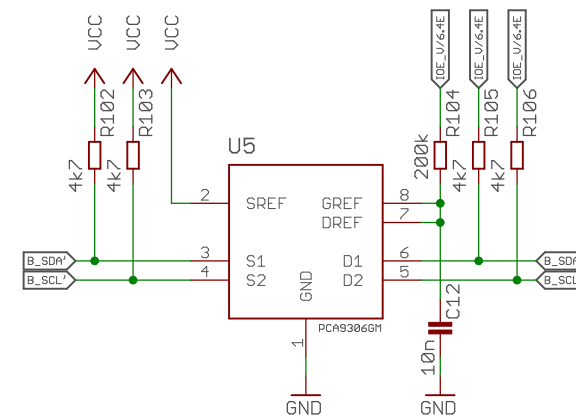 VCC
VCC
VCC
IOE_V/6.4E
IOE_V/6.4E
IOE_V/6.4E
R102
R103
R104
R105
R106
4k7
4k7
200k
4k7
4k7
U5
2
SREF
GREF
8
DREF
7
B_SDA'
3
S1
D1
6
B_SDA
B_SCL'
4
S2
D2
5
B_SCL
GND
1
PCA9306GM
C12
10n
GND
GND